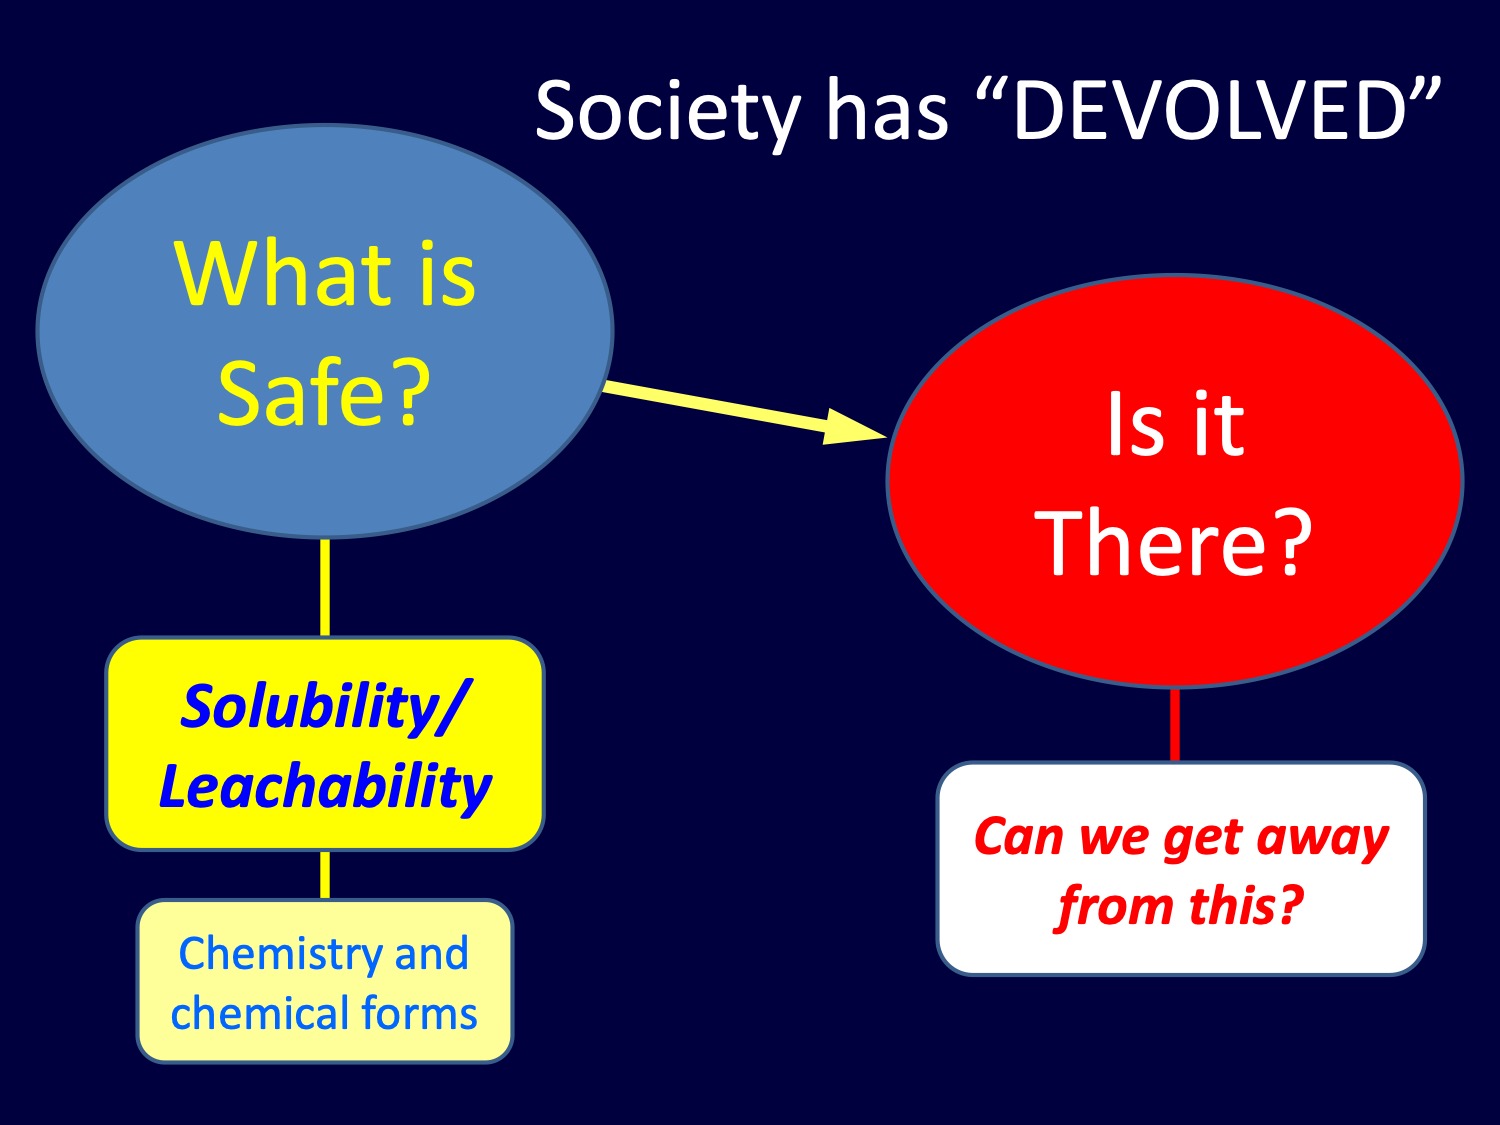 Society has “DEVOLVED”
What is
Safe?
Is it
There?
Solubility/
Leachability
Can we get away
from this?
Chemistry and
chemical forms